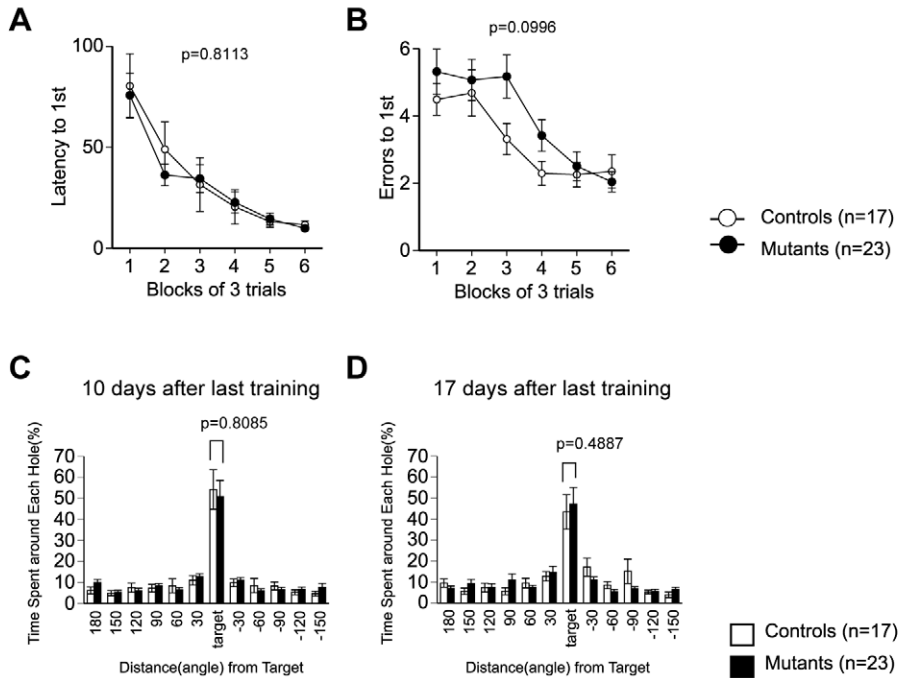 A
p=0.8113
Latency to 1st
100
50
0
1 2 3 4 5 6
Blocks of 3 trials
B
p=0.0996
Errors to 1st
6
4
2
0
1 2 3 4 5 6
Blocks of 3 trials
Controls (n=17)
Mutants (n=23)
C
10 days after last training
p=0.8085
Time Spent around Each Hole(%)
70
60
50
40
30
20
10
0
180 150 120 90 60 30 target -30 -60 -90 -120 -150
Distance(angle) from Target
D
17 days after last training
p=0.4887
Time Spent around Each Hole(%)
70
60
50
40
30
20
10
0
180 150 120 90 60 30 target -30 -60 -90 -120 -150
Distance(angle) from Target
Controls (n=17)
Mutants (n=23)